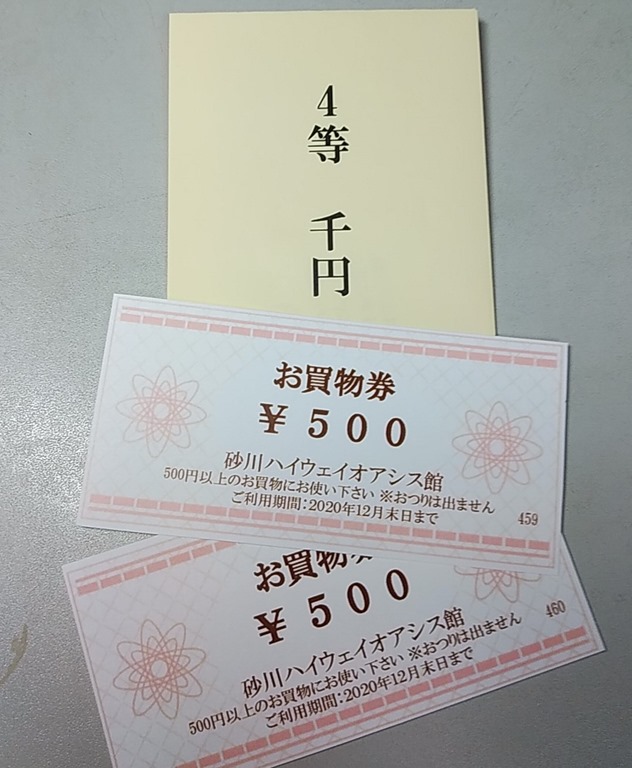 4等 千円
お買物券
￥500
砂川ハイウェイオアシス館
500円以上のお買物にお使い下さい ※おつりは出ません
ご利用期間：2020年12月末日まで
459
お買物
￥500
460
砂川ハイウェイオアシス館
500円以上のお買物にお使い下さい ※おつりは出ません
ご利用期間：2020年12月末日まで